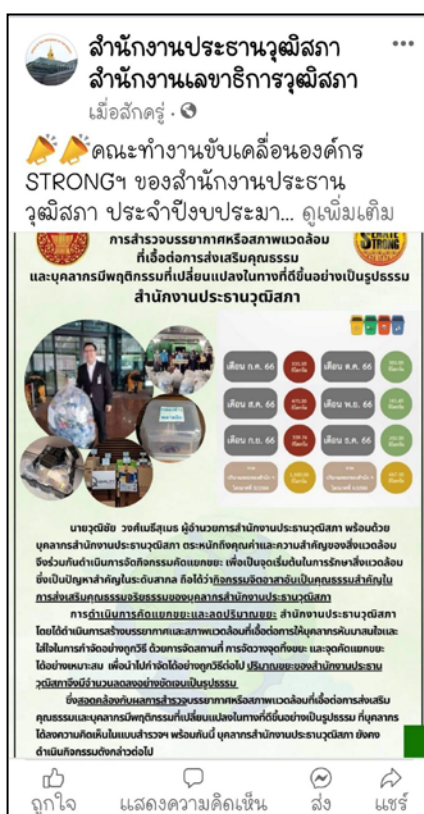 สำนักงานประธานวุฒิสภา
สำนักงานเลขาธิการวุฒิสภา
เมื่อสักครู่ ·
คณะทำงานขับเคลื่อนองค์กร
STRONGฯ ของสำนักงานประธาน
วุฒิสภา ประจำปีงบประมา... ดูเพิ่มเติม
การสำรวจบรรยากาศหรือสภาพแวดล้อม
ที่เอื้อต่อการส่งเสริมคุณธรรม
และบุคลากรมีพฤติกรรมที่เปลี่ยนแปลงในทางที่ดีขึ้นอย่างเป็นรูปธรรม
สำนักงานประธานวุฒิสภา
STRONG
เดือน ก.ค. 66
เดือน ต.ค. 66
เดือน ส.ค. 66
เดือน พ.ย. 66
เดือน ก.ย. 66
เดือน ธ.ค. 66
นายวุฒิชัย วงศ์เมธีสุเมธ ผู้อำนวยการสำนักงานประธานวุฒิสภา พร้อมด้วย
บุคลากรสำนักงานประธานวุฒิสภา ตระหนักถึงคุณค่าและความสำคัญของสิ่งแวดล้อม
จึงร่วมกันดำเนินการจัดกิจกรรมคัดแยกขยะ เพื่อเป็นจุดเริ่มต้นในการรักษาสิ่งแวดล้อม
ซึ่งเป็นปัญหาสำคัญในระดับสากล ถือได้ว่ากิจกรรมจิตอาสาอันเป็นคุณธรรมสำคัญใน
การส่งเสริมคุณธรรมจริยธรรมของบุคลากรสำนักงานประธานวุฒิสภา
การดำเนินการคัดแยกขยะและลดปริมาณขยะ สำนักงานประธานวุฒิสภา
โดยได้ดำเนินการสร้างบรรยากาศและสภาพแวดล้อมที่เอื้อต่อการให้บุคลากรหันมาสนใจและ
ใส่ใจในการกำจัดอย่างถูกวิธี ด้วยการจัดสถานที่ การจัดวางจุดทิ้งขยะ และจุดคัดแยกขยะ
ได้อย่างเหมาะสม เพื่อนำไปกำจัดได้อย่างถูกวิธีต่อไป ปริมาณขยะของสำนักงานประธาน
วุฒิสภาจึงมีจำนวนลดลงอย่างชัดเจนเป็นรูปธรรม
ซึ่งสอดคล้องกับผลการสำรวจบรรยากาศหรือสภาพแวดล้อมที่เอื้อต่อการส่งเสริม
คุณธรรมและบุคลากรมีพฤติกรรมที่เปลี่ยนแปลงในทางที่ดีขึ้นอย่างเป็นรูปธรรม ที่บุคลากร
ได้ลงความคิดเห็นในแบบสำรวจฯ พร้อมกันนี้ บุคลากรสำนักงานประธานวุฒิสภา ยังคง
ดำเนินกิจกรรมดังกล่าวต่อไป
ถูกใจ
แสดงความคิดเห็น
ส่ง
แชร์